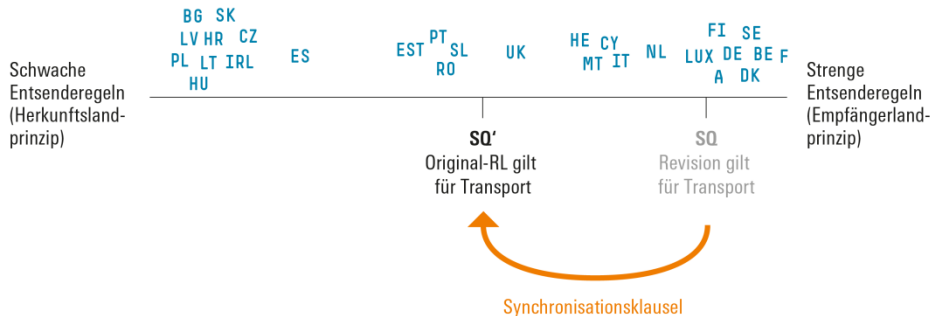 BG SK
LV HR CZ
PL LT IRL
HU
ES
EST PT SL
RO
UK
HE CY
MT IT
NL
FI SE
LUX DE BE F
A DK
Schwache
Entsenderegeln
(Herkunftsland-
prinzip)
Strenge
Entsenderegeln
(Empfängerland-
prinzip)
SQ‘
Original-RL gilt
für Transport
SQ
Revision gilt
für Transport
Synchronisationsklausel